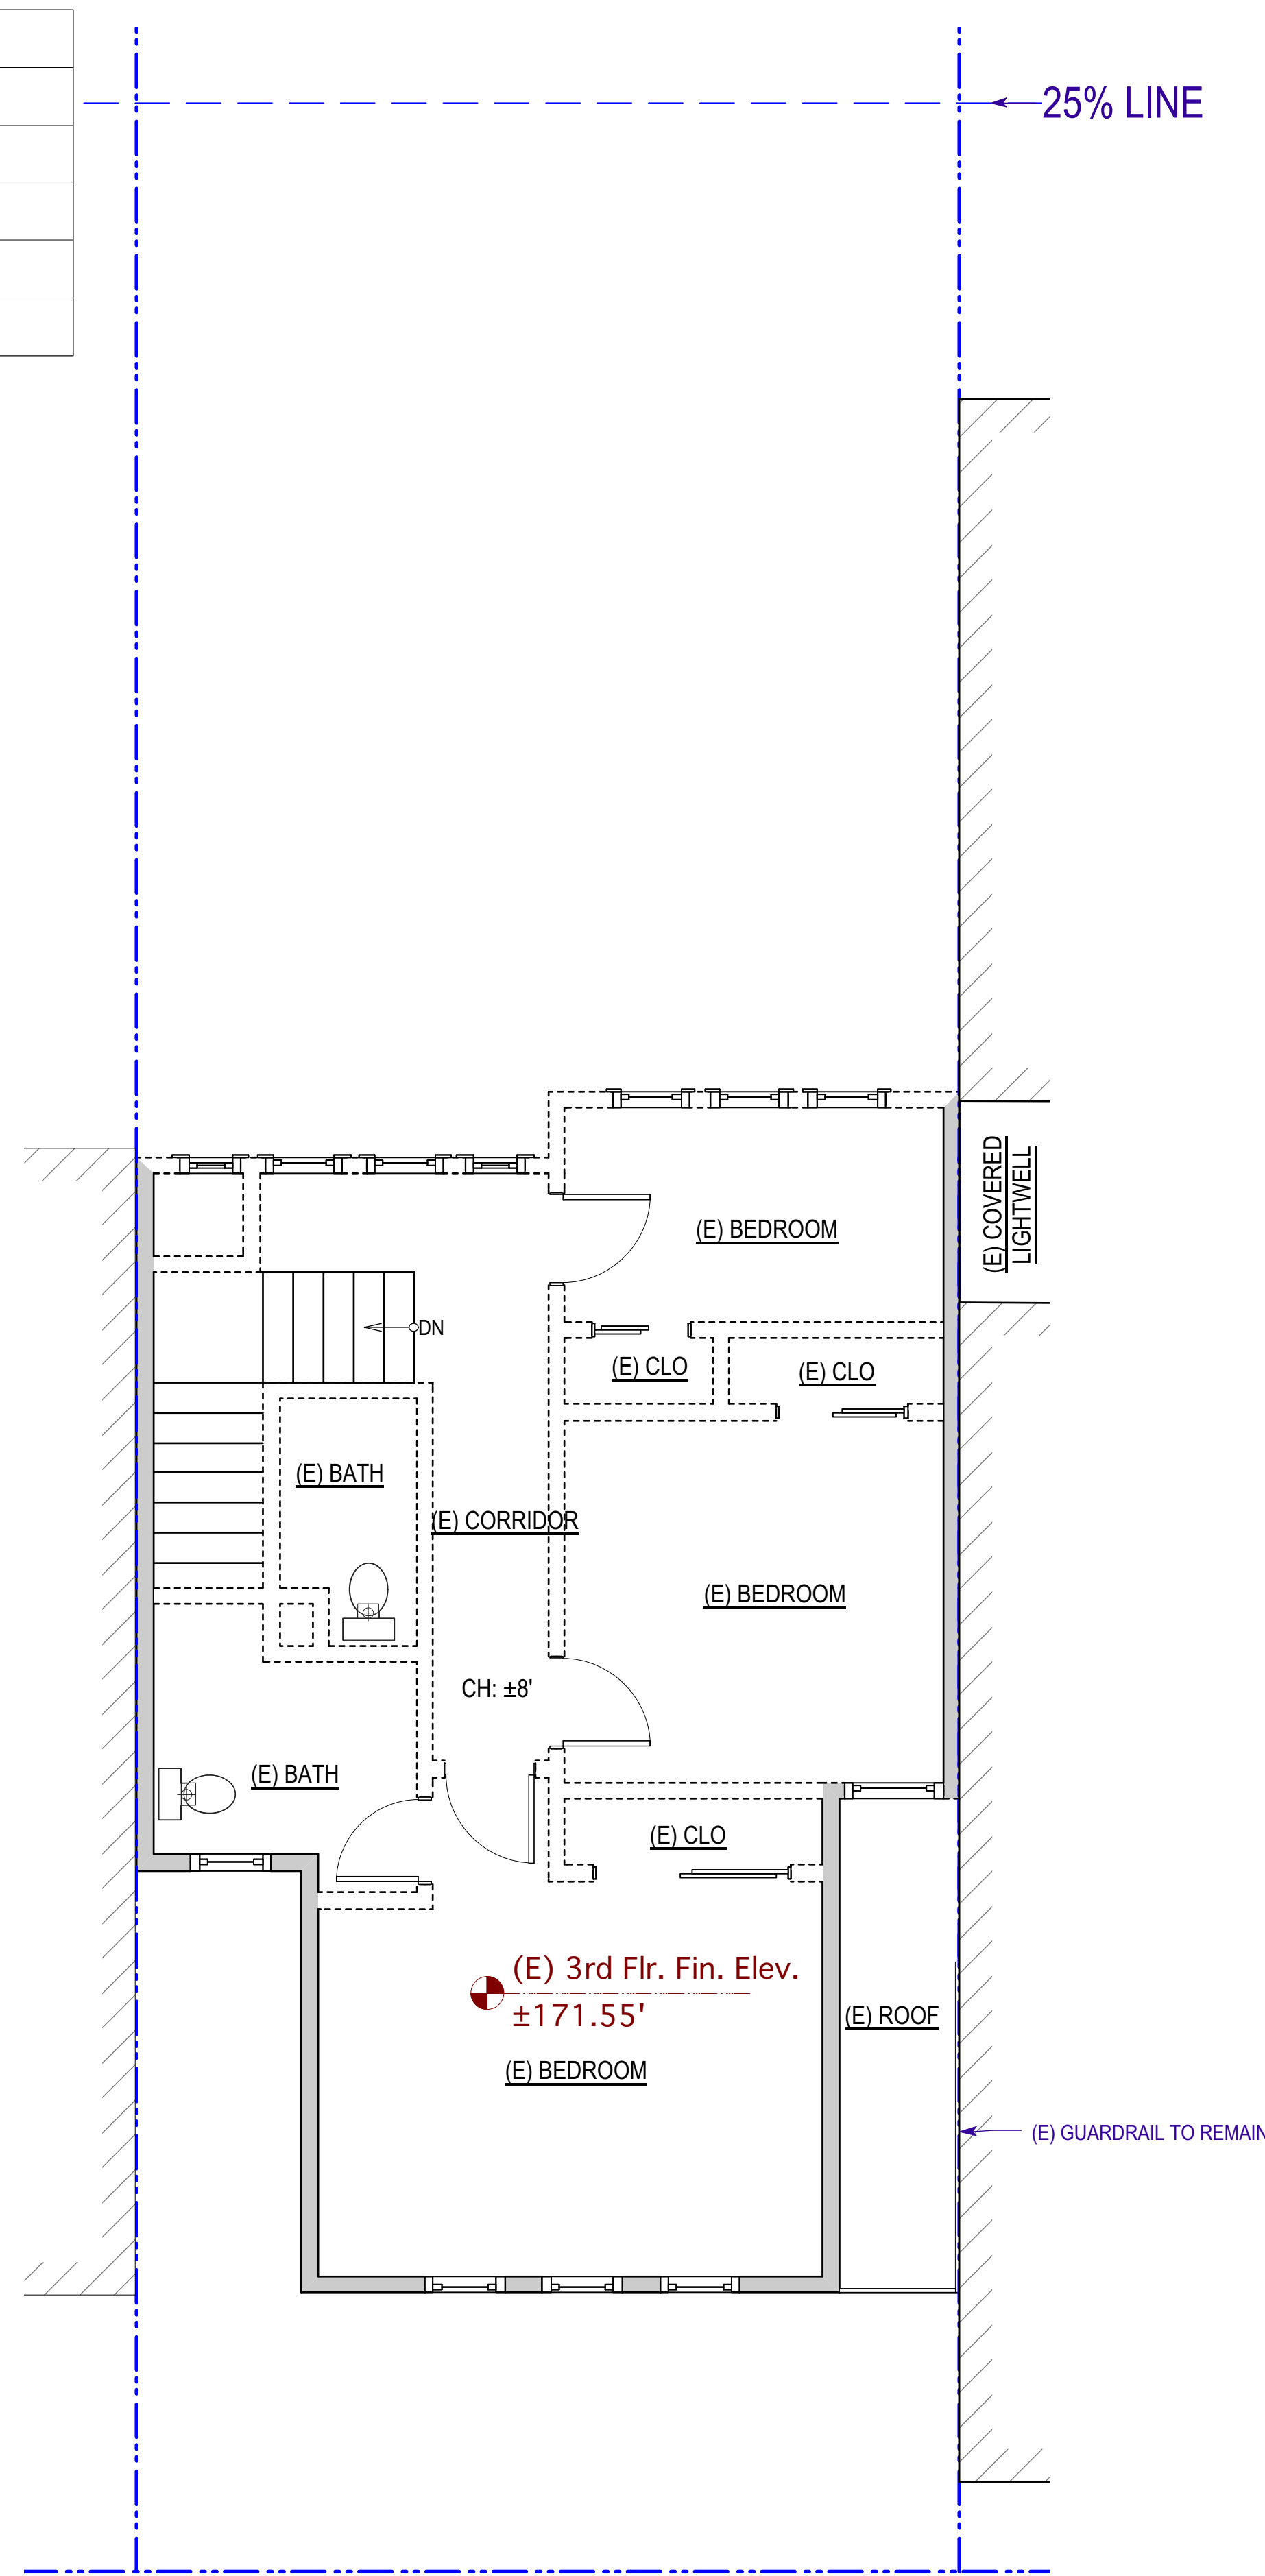 25% LINE
(E) COVERED
LIGHTWELL
(E) BEDROOM
DN
(E) CLO
(E) CLO
(E) BATH
(E) CORRIDOR
(E) BEDROOM
CH: ±8'
(E) BATH
(E) CLO
(E) 3rd Flr. Fin. Elev.
±171.55'
(E) ROOF
(E) BEDROOM
(E) GUARDRAIL TO REMAIN